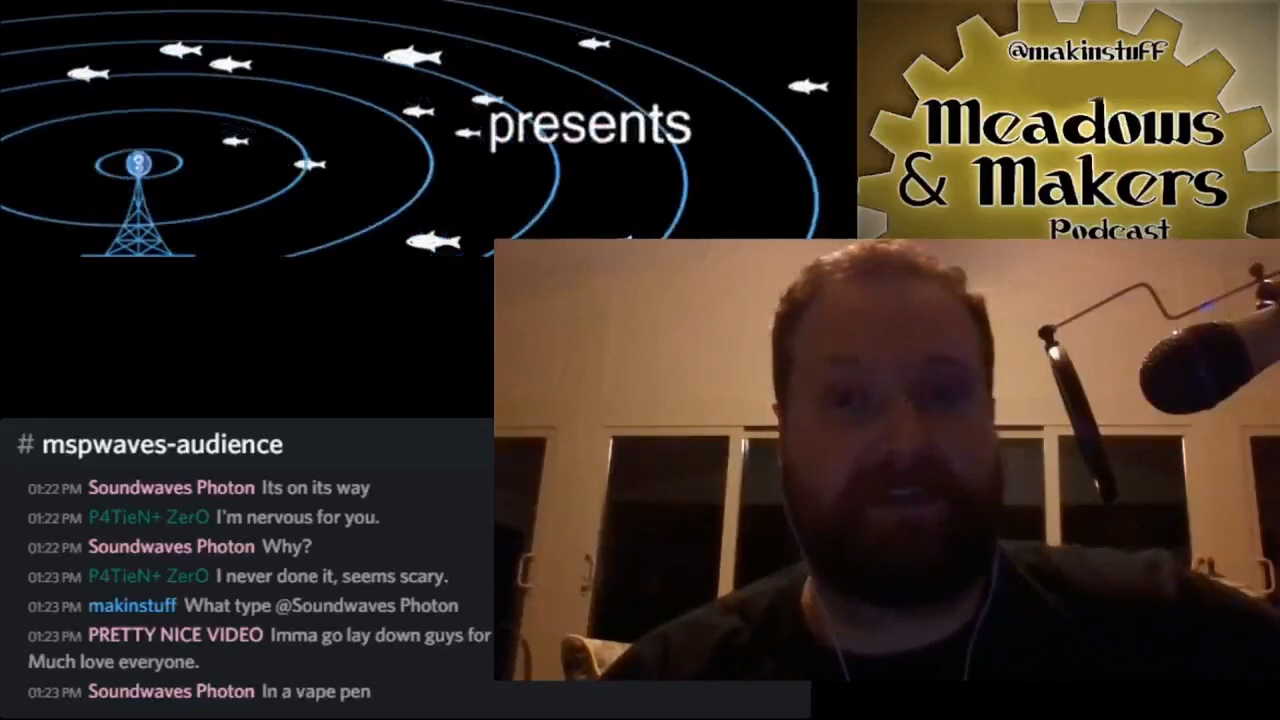 presents
@makinstuff
Meadows
& Makers
Podcast
# mspwaves-audience
01:22 PM Soundwaves Photon Its on its way
01:22 PM P4TieN+ ZerO I'm nervous for you.
01:22 PM Soundwaves Photon Why?
01:23 PM P4TieN+ ZerO I never done it, seems scary.
01:23 PM makinstuff What type @Soundwaves Photon
01:23 PM PRETTY NICE VIDEO Imma go lay down guys for
Much love everyone.
01:23 PM Soundwaves Photon In a vape pen